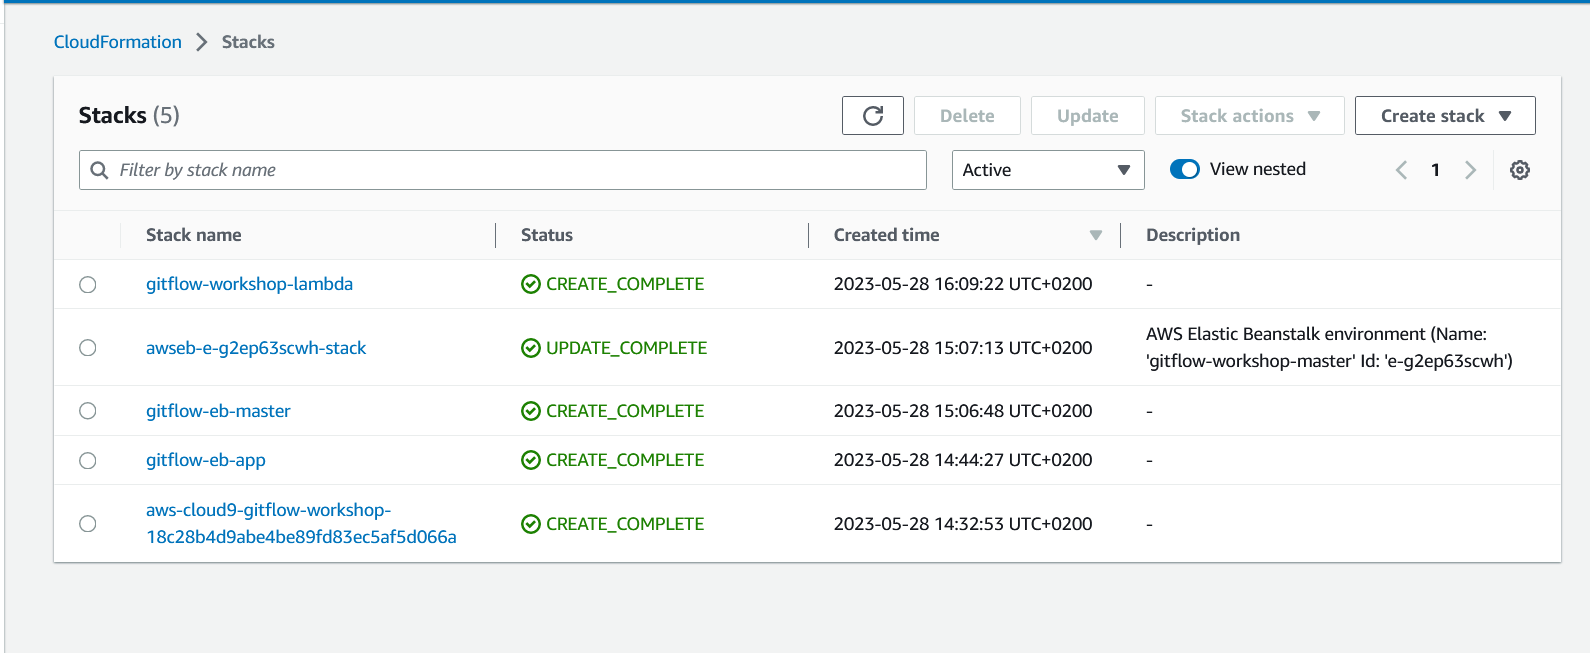 CloudFormation > Stacks
Stacks (5)
Delete
Update
Stack actions
Create stack
Filter by stack name
Active
View nested
1
Stack name
Status
Created time
Description
gitflow-workshop-lambda
CREATE_COMPLETE
2023-05-28 16:09:22 UTC+0200
-
awseb-e-g2ep63scwh-stack
UPDATE_COMPLETE
2023-05-28 15:07:13 UTC+0200
AWS Elastic Beanstalk environment (Name:
'gitflow-workshop-master' Id: 'e-g2ep63scwh')
gitflow-eb-master
CREATE_COMPLETE
2023-05-28 15:06:48 UTC+0200
-
gitflow-eb-app
CREATE_COMPLETE
2023-05-28 14:44:27 UTC+0200
-
aws-cloud9-gitflow-workshop-
18c28b4d9abe4be89fd83ec5af5d066a
CREATE_COMPLETE
2023-05-28 14:32:53 UTC+0200
-